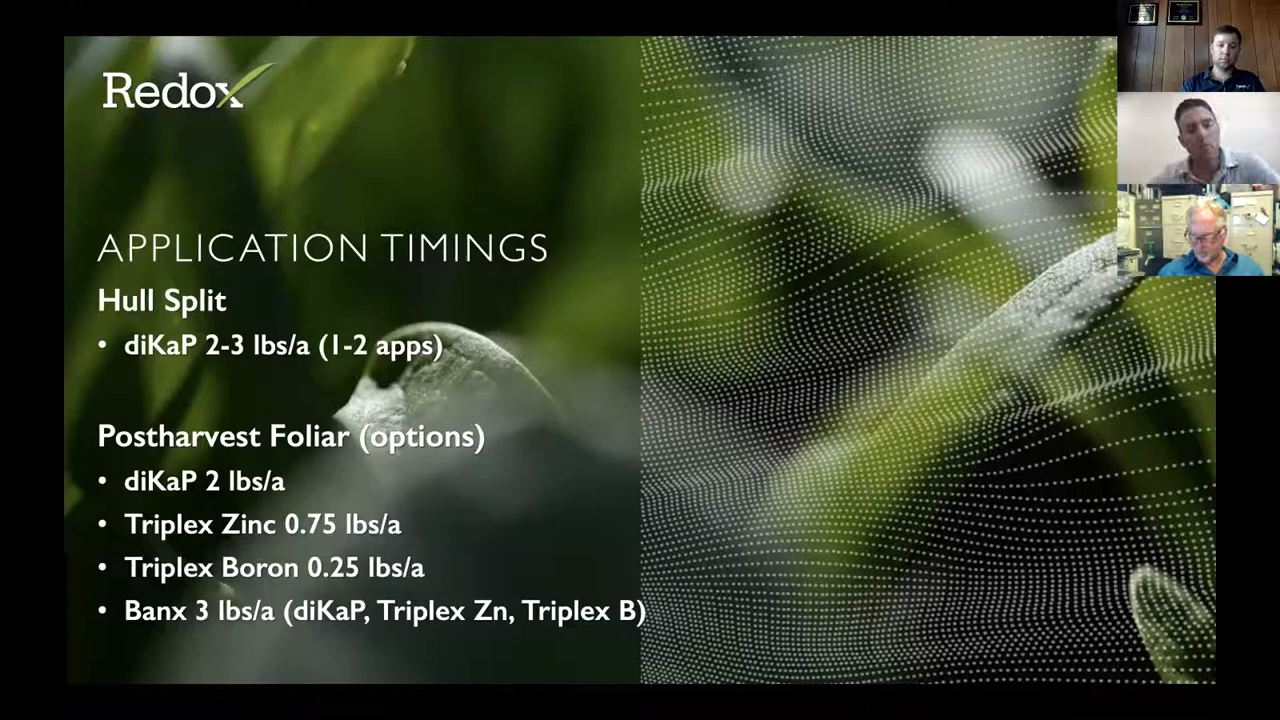 Redox
APPLICATION TIMINGS
Hull Split
• diKaP 2-3 lbs/a (1-2 apps)
Postharvest Foliar (options)
• diKaP 2 lbs/a
• Triplex Zinc 0.75 lbs/a
• Triplex Boron 0.25 lbs/a
• Banx 3 lbs/a (diKaP, Triplex Zn, Triplex B)